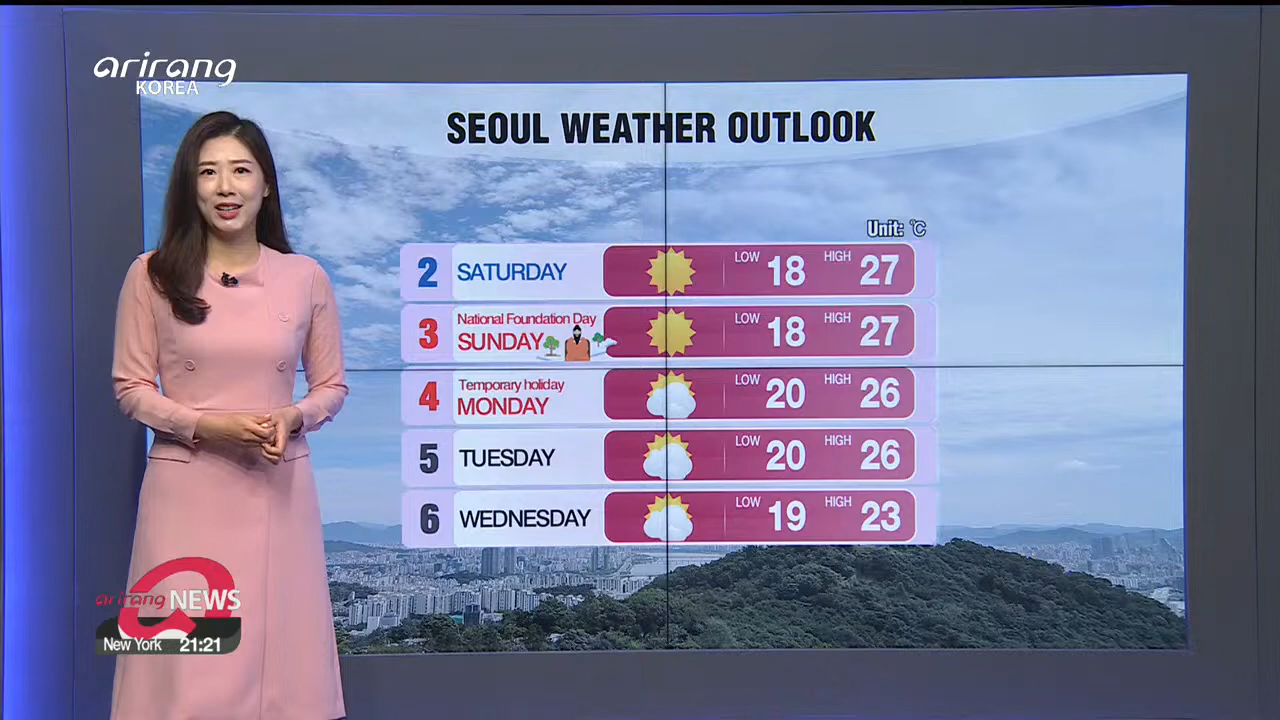 arirang
KOREA
SEOUL WEATHER OUTLOOK
Unit: ℃
2 SATURDAY LOW 18 HIGH 27
National Foundation Day
3 SUNDAY LOW 18 HIGH 27
Temporary holiday
4 MONDAY LOW 20 HIGH 26
5 TUESDAY LOW 20 HIGH 26
6 WEDNESDAY LOW 19 HIGH 23
arirang NEWS
New York 21:21